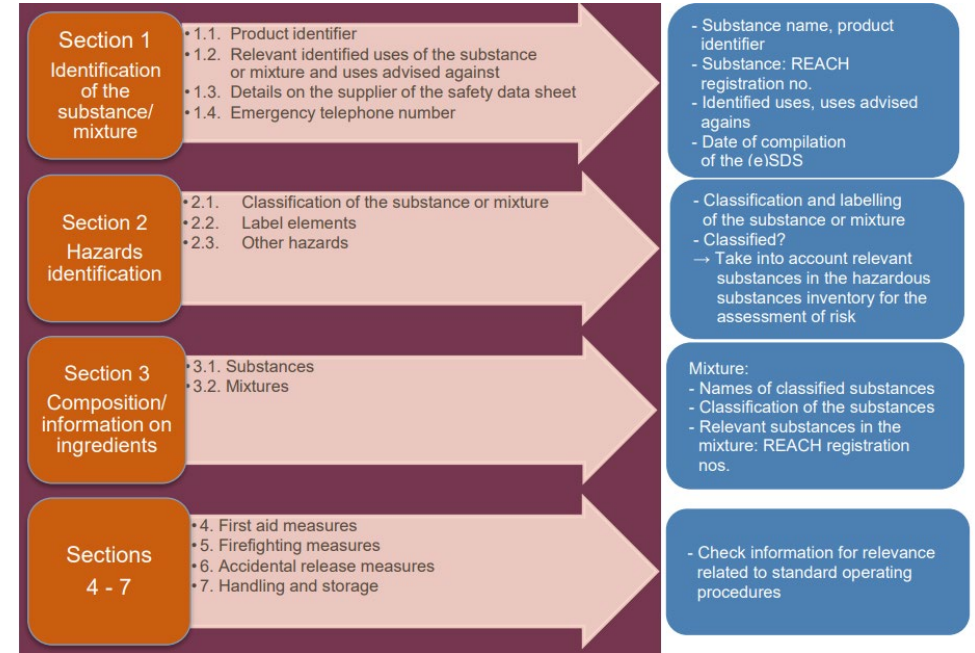 Section 1
Identification
of the
substance/
mixture
• 1.1. Product identifier
• 1.2. Relevant identified uses of the substance
or mixture and uses advised against
• 1.3. Details on the supplier of the safety data sheet
• 1.4. Emergency telephone number
- Substance name, product
identifier
- Substance: REACH
registration no.
- Identified uses, uses advised
agains
- Date of compilation
of the (e)SDS
Section 2
Hazards
identification
• 2.1. Classification of the substance or mixture
• 2.2. Label elements
• 2.3. Other hazards
- Classification and labelling
of the substance or mixture
- Classified?
→ Take into account relevant
substances in the hazardous
substances inventory for the
assessment of risk
Section 3
Composition/
information on
ingredients
• 3.1. Substances
• 3.2. Mixtures
Mixture:
- Names of classified substances
- Classification of the substances
- Relevant substances in the
mixture: REACH registration
nos.
Sections
4 - 7
• 4. First aid measures
• 5. Firefighting measures
• 6. Accidental release measures
• 7. Handling and storage
- Check information for relevance
related to standard operating
procedures